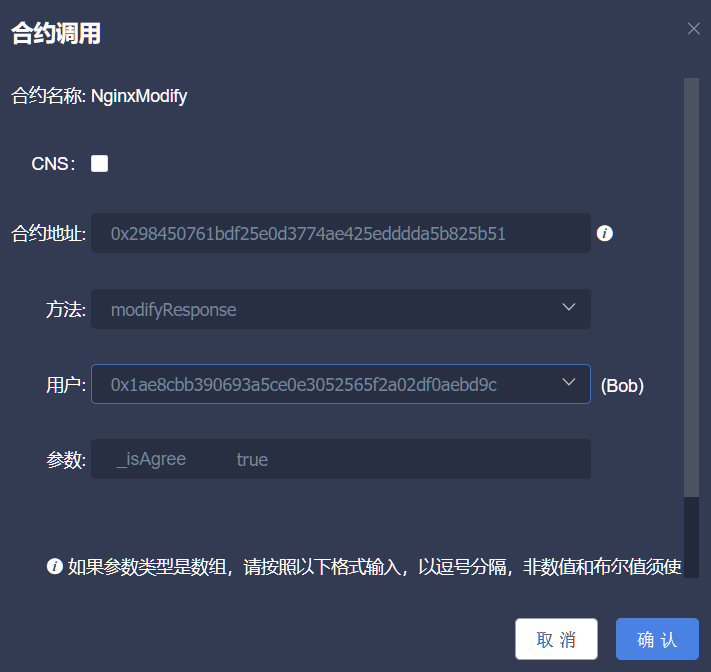 合约调用
合约名称: NginxModify
CNS:
合约地址: 0x298450761bdf25e0d3774ae425edddda5b825b51
方法: modifyResponse
用户: 0x1ae8cbb390693a5ce0e3052565f2a02df0aebd9c (Bob)
参数: _isAgree true
如果参数类型是数组，请按照以下格式输入，以逗号分隔，非数值和布尔值须使
取 消 确 认